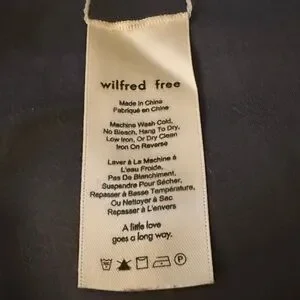 wilfred free
Made in China
Fabriqué en Chine
Machine Wash Cold,
No Bleach, Hang To Dry,
Low Iron, Or Dry Clean
Iron On Reverse
Laver à La Machine à
L'eau Froide,
Pas De Blanchiment,
Suspendre Pour Sécher,
Repasser à Basse Température,
Ou Nettoyer à Sac
Repasser à L'envers
A little love
goes a long way.